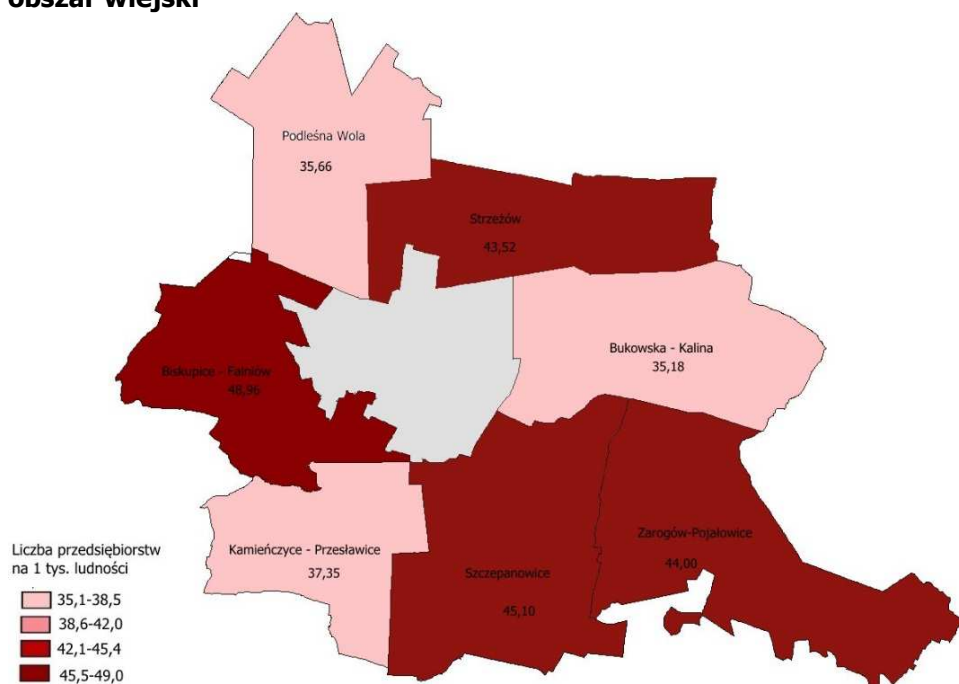 obszar wiejski
Podleśna Wola
35,66
Strzeżów
43,52
Bukowska - Kalina
35,18
Biskupice - Falniów
48,96
Kamieńczyce - Przesławice
37,35
Szczepanowice
45,10
Zarogów-Pojałowice
44,00
Liczba przedsiębiorstw
na 1 tys. ludności
35,1-38,5
38,6-42,0
42,1-45,4
45,5-49,0